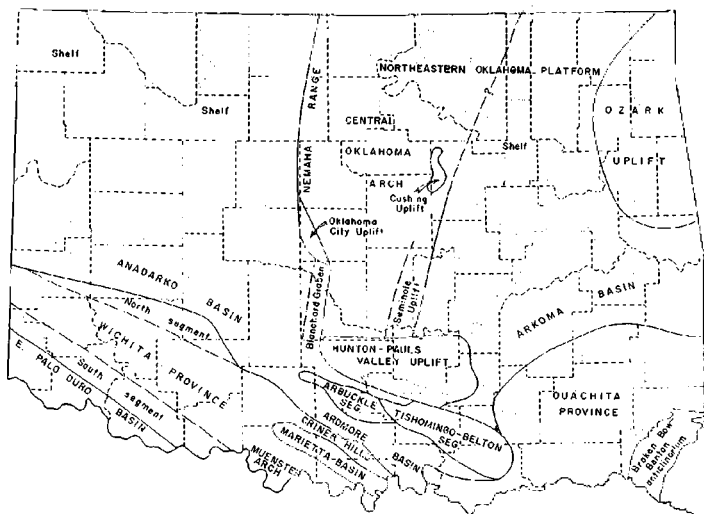 Shelf
NORTHEASTERN OKLAHOMA PLATFORM
Shelf
RANGE
OZARK
CENTRAL
OKLAHOMA
Shelf
UPLIFT
NEMAHA
ARCH
Cushing
Uplift
Oklahoma
City Uplift
ANADARKO
BASIN
North segment
Blanchard Graben
Seminole Uplift
ARKOMA BASIN
WICHITA PROVINCE
HUNTON-PAULS
VALLEY UPLIFT
E. PALO DURO
BASIN
South segment
ARBUCKLE
SEG.
TISHOMINGO-BELTON
SEG.
OUACHITA
PROVINCE
ARDMORE
BASIN
CRINER HILLS
MARIETTA-BASIN
MUENSTER
ARCH
Broken Bow
Benton
anticlinorium